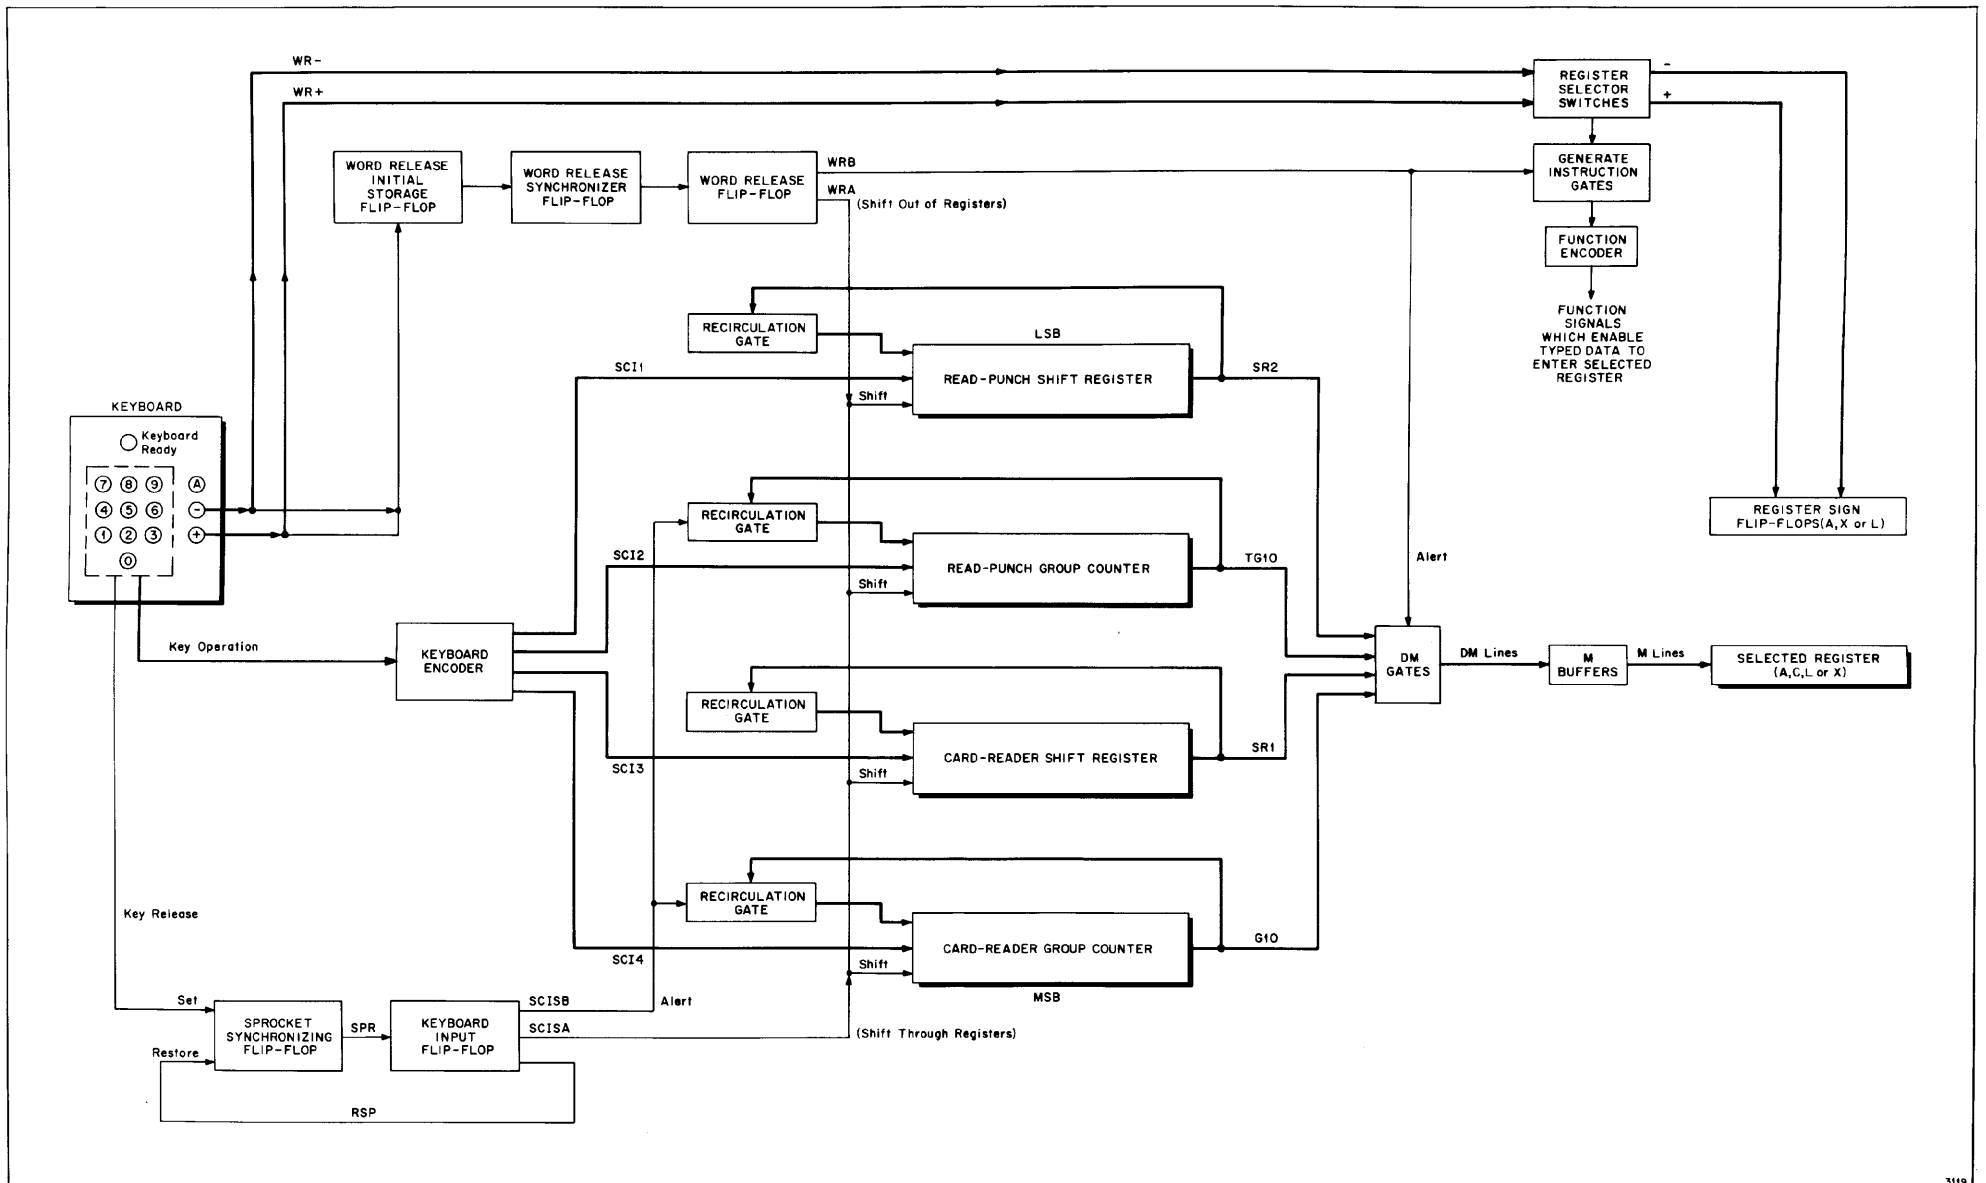 WR-
WR+
REGISTER
SELECTOR
SWITCHES
-
+
WORD RELEASE
INITIAL
STORAGE
FLIP-FLOP
WORD RELEASE
SYNCHRONIZER
FLIP-FLOP
WORD RELEASE
FLIP-FLOP
WRB
WRA
(Shift Out of Registers)
GENERATE
INSTRUCTION
GATES
FUNCTION
ENCODER
FUNCTION
SIGNALS
WHICH ENABLE
TYPED DATA TO
ENTER SELECTED
REGISTER
RECIRCULATION
GATE
LSB
READ-PUNCH SHIFT REGISTER
SCI1
Shift
SR2
KEYBOARD
Keyboard
Ready
7 8 9 A
4 5 6 -
1 2 3 +
0
RECIRCULATION
GATE
READ-PUNCH GROUP COUNTER
SCI2
Shift
TG10
Alert
REGISTER SIGN
FLIP-FLOPS(A,X or L)
Key Operation
KEYBOARD
ENCODER
DM
GATES
DM Lines
M
BUFFERS
M Lines
SELECTED REGISTER
(A,C,L or X)
RECIRCULATION
GATE
CARD-READER SHIFT REGISTER
SCI3
Shift
SR1
Key Release
RECIRCULATION
GATE
CARD-READER GROUP COUNTER
SCI4
Shift
G10
MSB
Set
Restore
SPROCKET
SYNCHRONIZING
FLIP-FLOP
SPR
KEYBOARD
INPUT
FLIP-FLOP
SCISB
Alert
SCISA
(Shift Through Registers)
RSP
3119